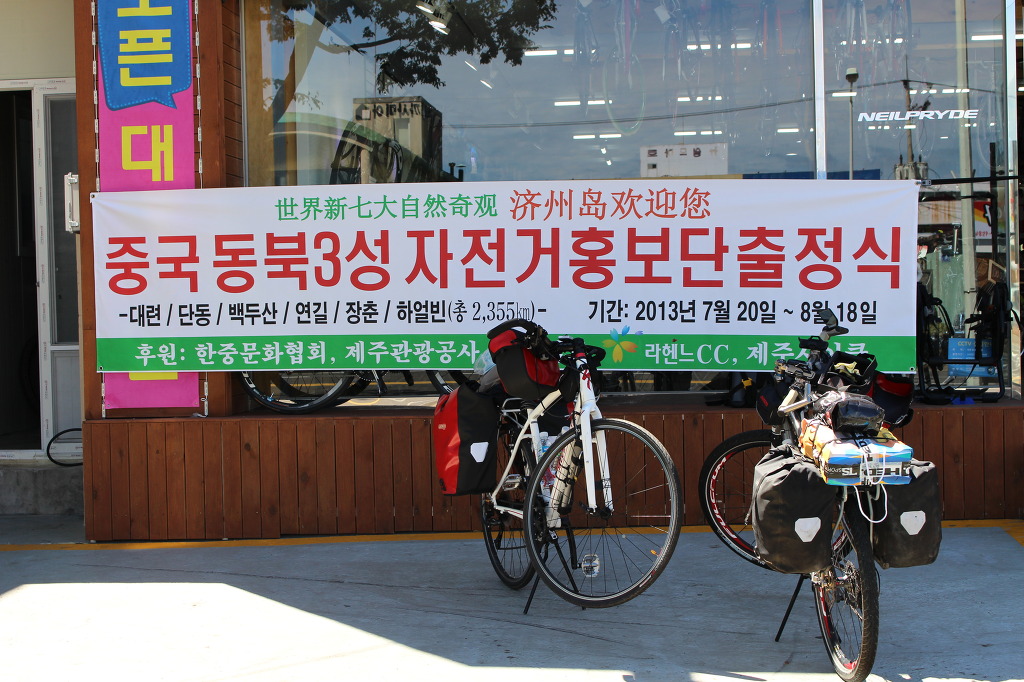 오픈
대
NEILPRYDE
世界新七大自然奇观 济州岛欢迎您
중국 동북3성 자전거홍보단출정식
-대련 / 단동 / 백두산 / 연길 / 장춘 / 하얼빈(총 2,355㎞)- 기간: 2013년 7월 20일 ~ 8월 18일
후원: 한중문화협회, 제주관광공사 라헨느CC,